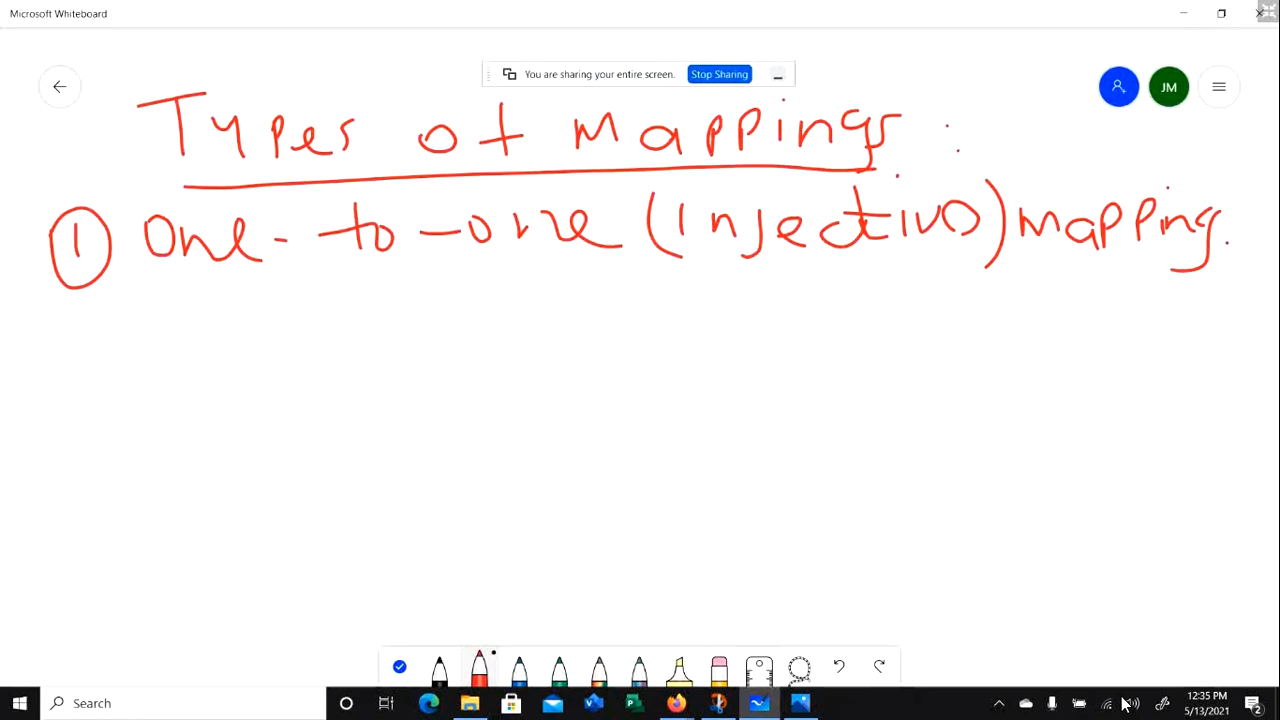 Microsoft Whiteboard
You are sharing your entire screen. Stop Sharing
JM
Types of Mappings :
① One-to-one (Injective) mapping.
Search
12:35 PM
5/13/2021
2